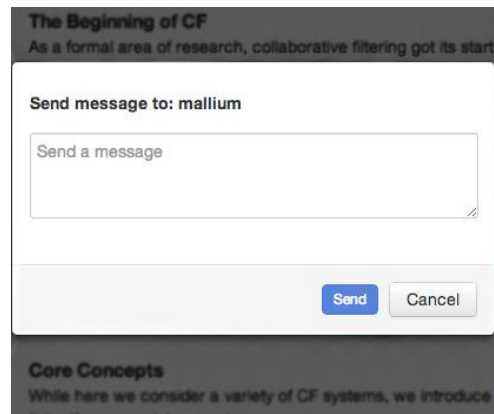 The Beginning of CF
As a formal area of research, collaborative filtering got its start
Send message to: mallium
Send a message
Send Cancel
Core Concepts
While here we consider a variety of CF systems, we introduce